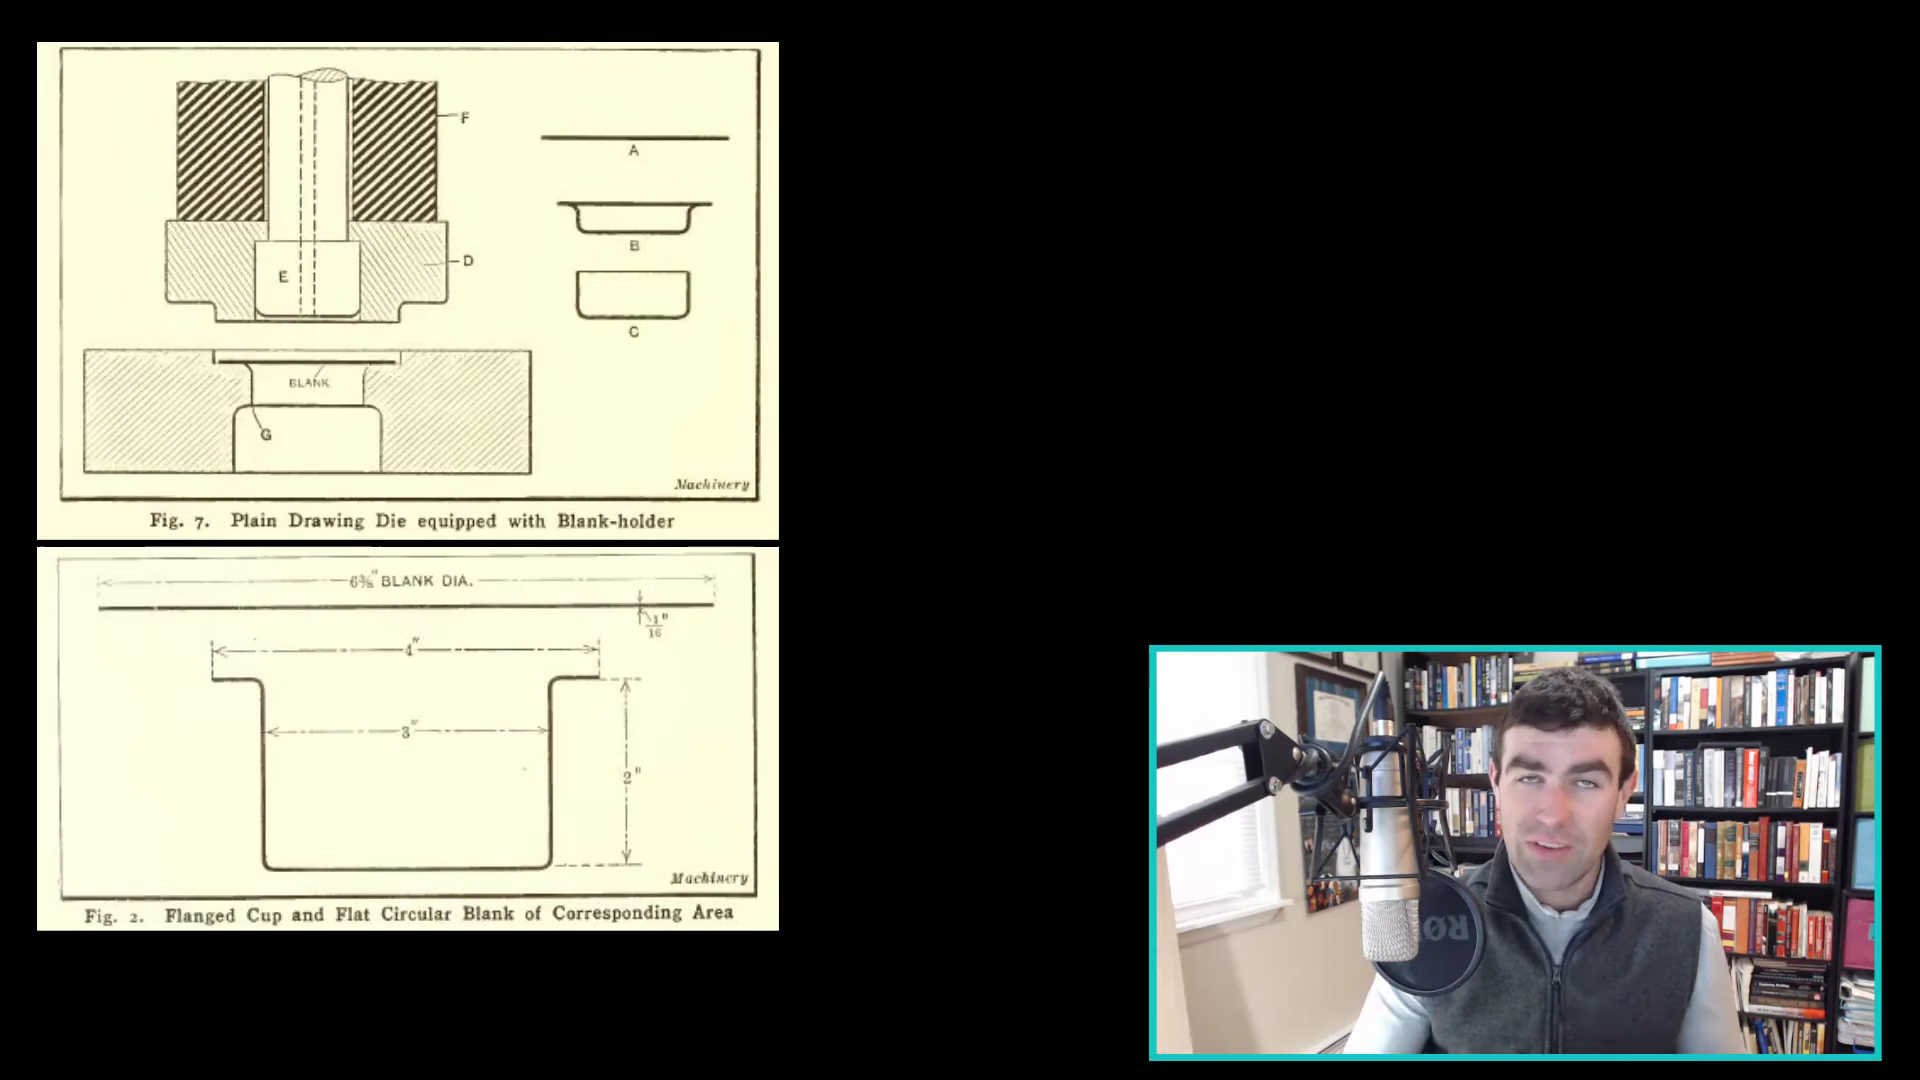 F
A
B
E
D
C
BLANK
G
Machinery
Fig. 7. Plain Drawing Die equipped with Blank-holder
6⅜" BLANK DIA.
1"
16
4"
3"
2"
Machinery
Fig. 2. Flanged Cup and Flat Circular Blank of Corresponding Area
RØ